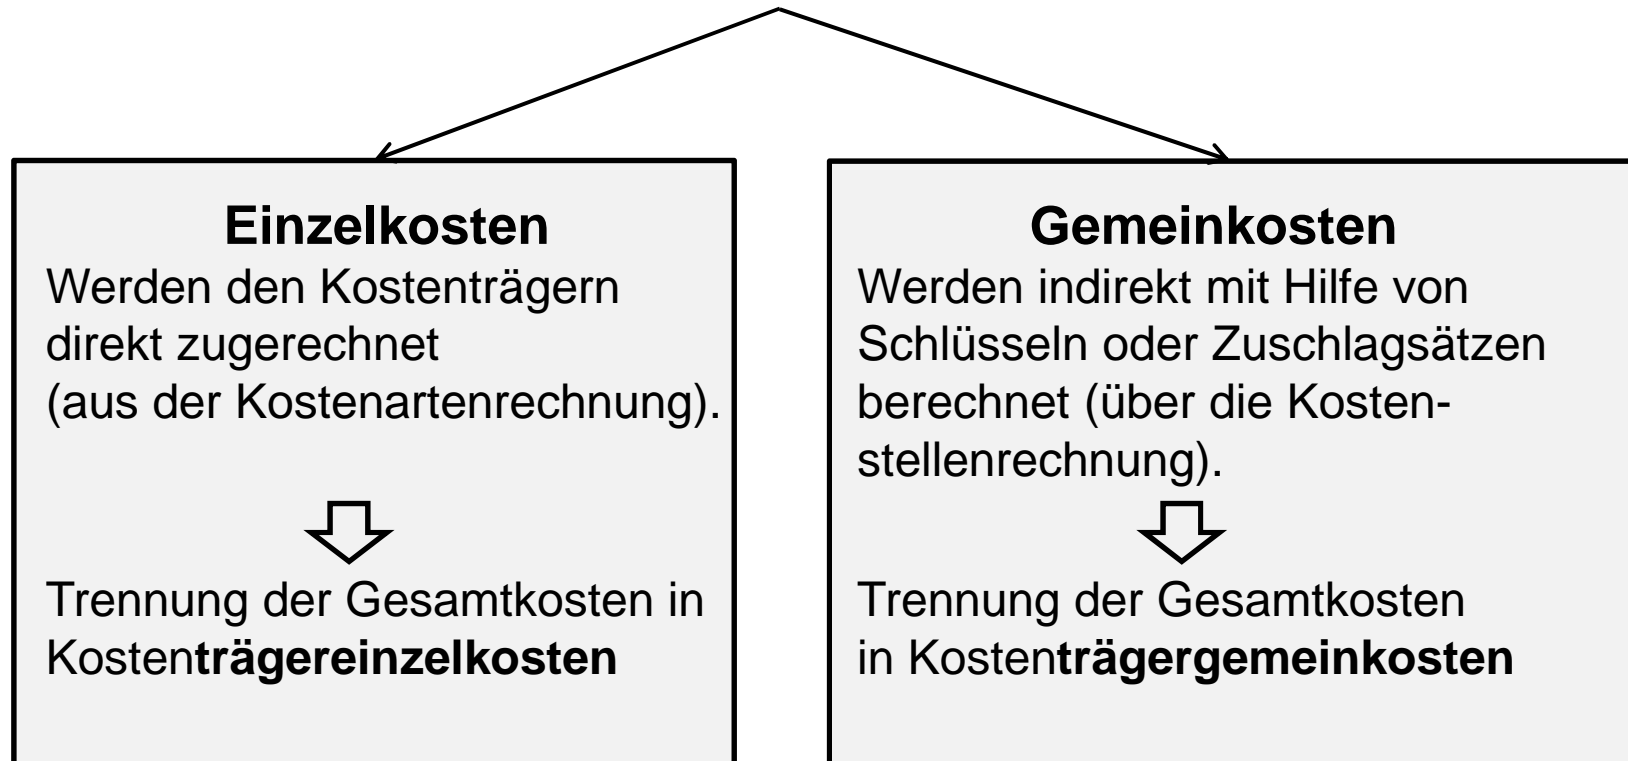 Einzelkosten
Werden den Kostenträgern
direkt zugerechnet
(aus der Kostenartenrechnung).
Trennung der Gesamtkosten in
Kostenträgereinzelkosten
Gemeinkosten
Werden indirekt mit Hilfe von
Schlüsseln oder Zuschlagsätzen
berechnet (über die Kosten-
stellenrechnung).
Trennung der Gesamtkosten
in Kostenträgergemeinkosten